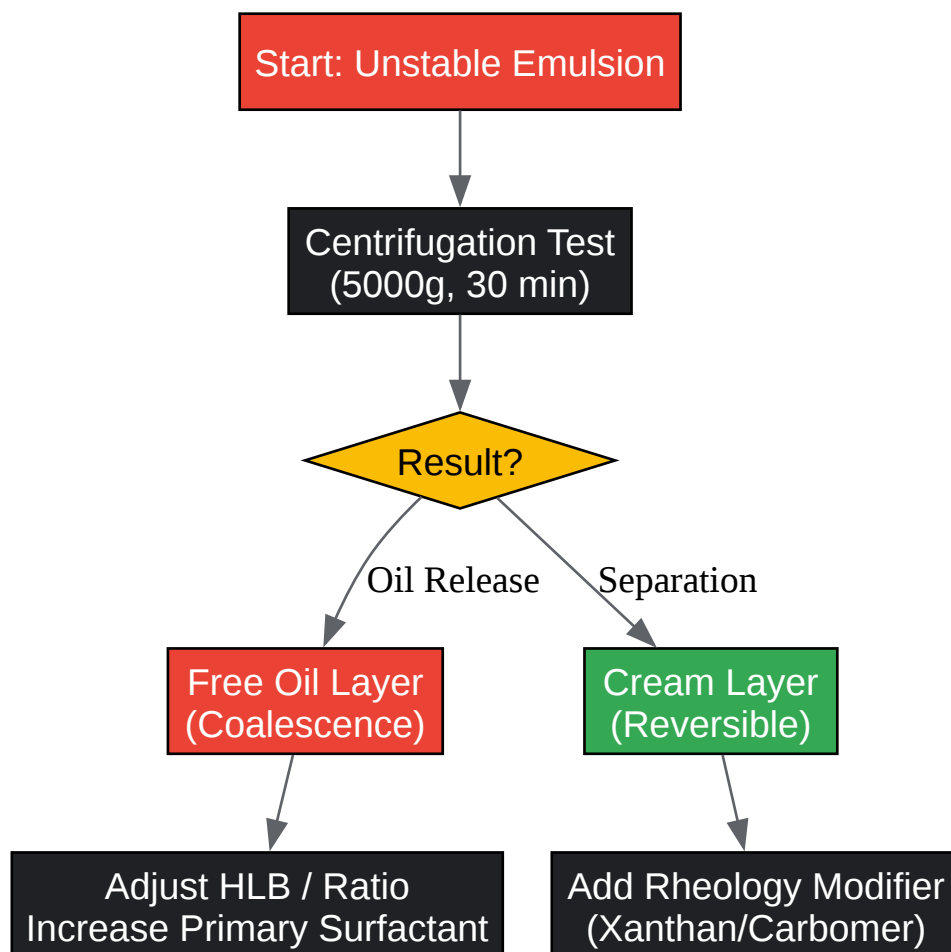 Start: Unstable Emulsion
Centrifugation Test
(5000g, 30 min)
Result?
Oil Release
Separation
Free Oil Layer
(Coalescence)
Cream Layer
(Reversible)
Adjust HLB / Ratio
Increase Primary Surfactant
Add Rheology Modifier
(Xanthan/Carbomer)